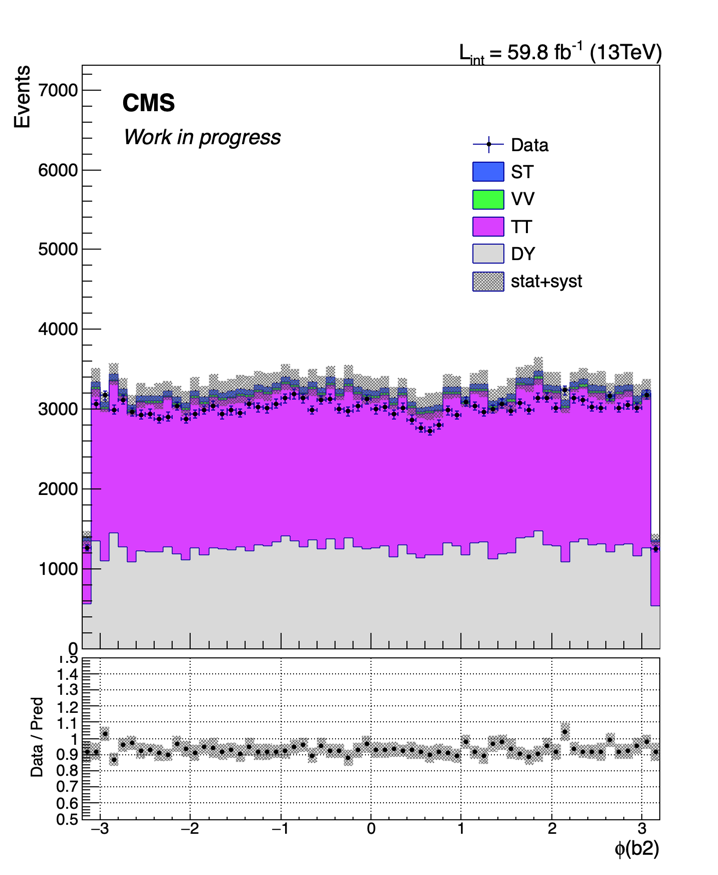 L_int = 59.8 fb⁻¹ (13TeV)
Events
CMS
Work in progress
Data
ST
VV
TT
DY
stat+syst
7000
6000
5000
4000
3000
2000
1000
0
Data / Pred
1.5
1.4
1.3
1.2
1.1
1
0.9
0.8
0.7
0.6
0.5
−3 −2 −1 0 1 2 3
ϕ(b2)